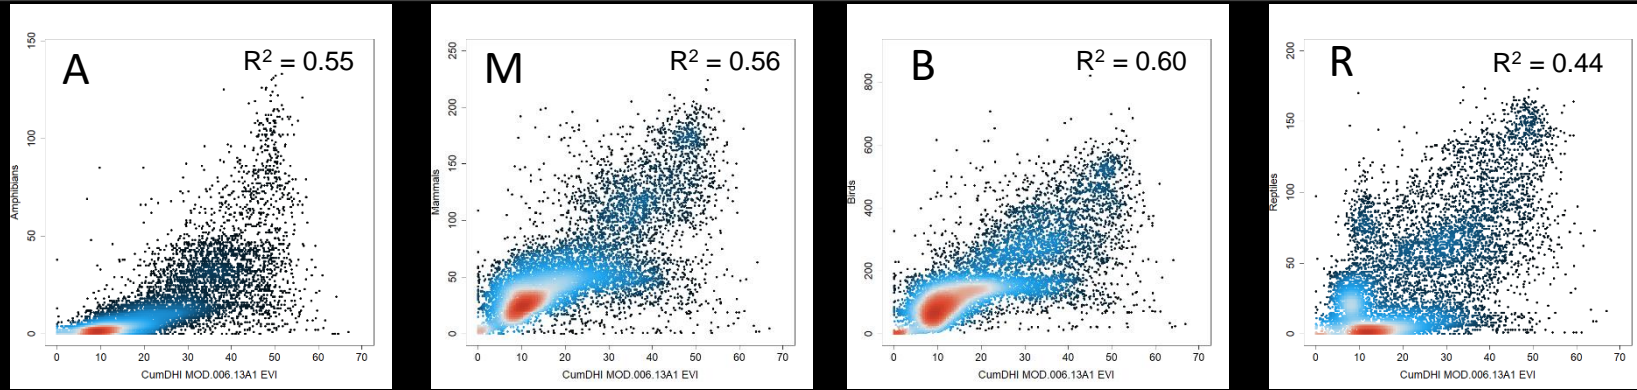 A
R² = 0.55
150
100
50
0
Amphibians
0 10 20 30 40 50 60 70
CumDHI MOD.006.13A1 EVI
M
R² = 0.56
250
200
150
100
50
0
Mammals
0 10 20 30 40 50 60 70
CumDHI MOD.006.13A1 EVI
B
R² = 0.60
800
600
400
200
0
Birds
0 10 20 30 40 50 60 70
CumDHI MOD.006.13A1 EVI
R
R² = 0.44
200
150
100
50
0
Reptiles
0 10 20 30 40 50 60 70
CumDHI MOD.006.13A1 EVI